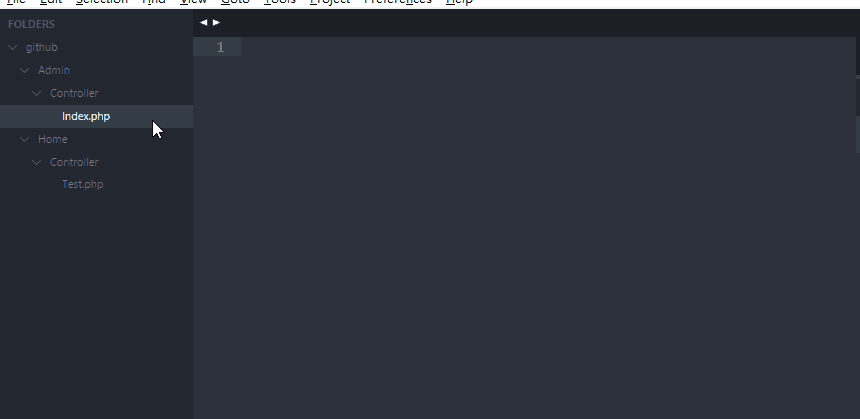 File Edit Selection Find View Goto Tools Project Preferences Help
FOLDERS
github
Admin
Controller
Index.php
Home
Controller
Test.php
1